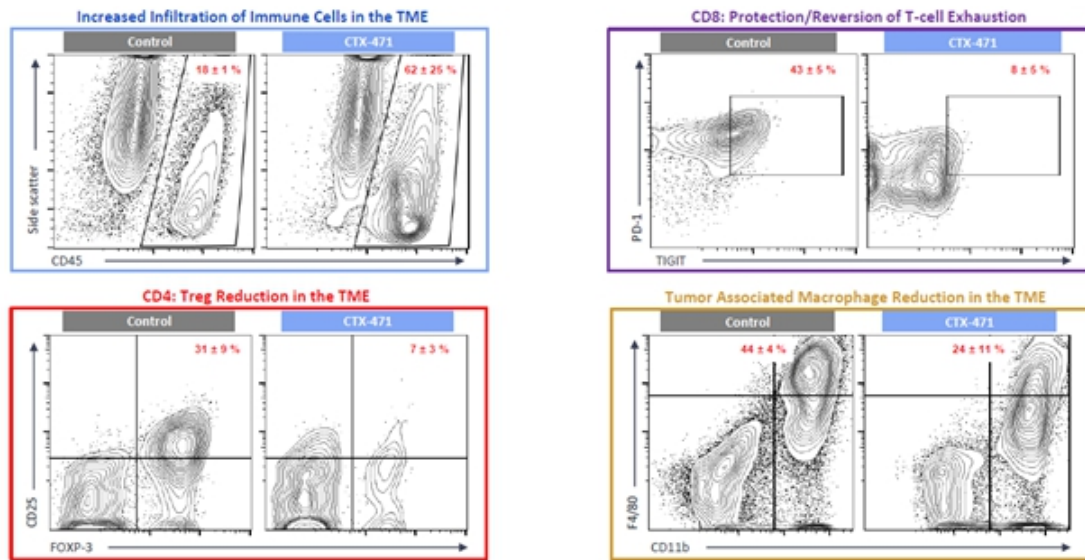 Increased Infiltration of Immune Cells in the TME
Control
CTX-471
18 ± 1 %
62 ± 25 %
Side scatter
CD45
CD8: Protection/Reversion of T-cell Exhaustion
Control
CTX-471
43 ± 5 %
8 ± 5 %
PD-1
TIGIT
CD4: Treg Reduction in the TME
Control
CTX-471
31 ± 9 %
7 ± 3 %
CD25
FOXP-3
Tumor Associated Macrophage Reduction in the TME
Control
CTX-471
44 ± 4 %
24 ± 11 %
F4/80
CD11b